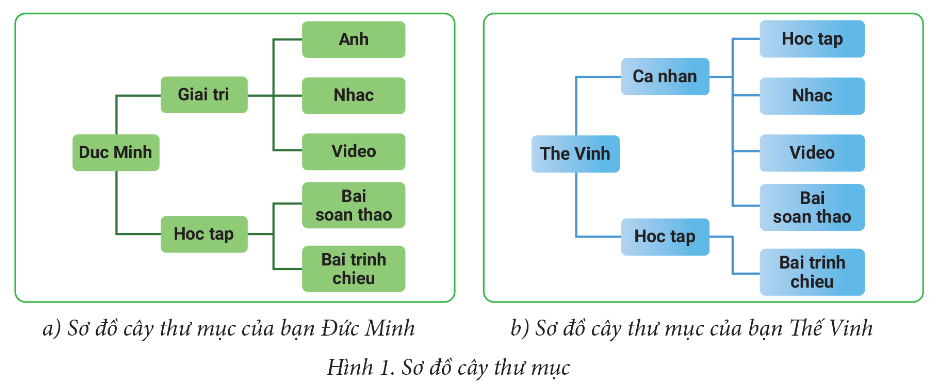 Anh
Giai tri
Nhac
Duc Minh
Video
Bai
soan thao
Hoc tap
Bai trinh
chieu
a) Sơ đồ cây thư mục của bạn Đức Minh
Hoc tap
Ca nhan
Nhac
The Vinh
Video
Bai
soan thao
Hoc tap
Bai trinh
chieu
b) Sơ đồ cây thư mục của bạn Thế Vinh
Hình 1. Sơ đồ cây thư mục